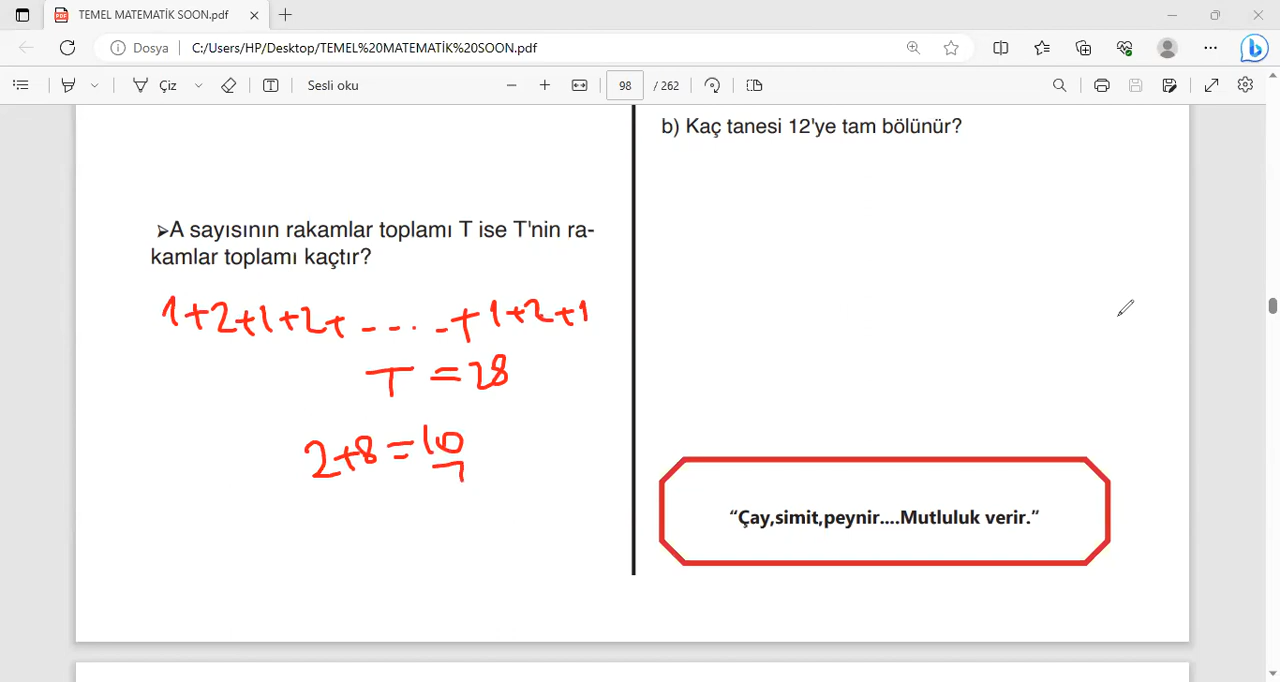 TEMEL MATEMATİK SOON.pdf
Dosya
C:/Users/HP/Desktop/TEMEL%20MATEMATİK%20SOON.pdf
Çiz
Sesli oku
98 / 262
➢A sayısının rakamlar toplamı T ise T'nin ra-
kamlar toplamı kaçtır?
1+2+1+2+ ---.-+1+2+1
T = 28
2+8=10
b) Kaç tanesi 12'ye tam bölünür?
“Çay,simit,peynir....Mutluluk verir.”